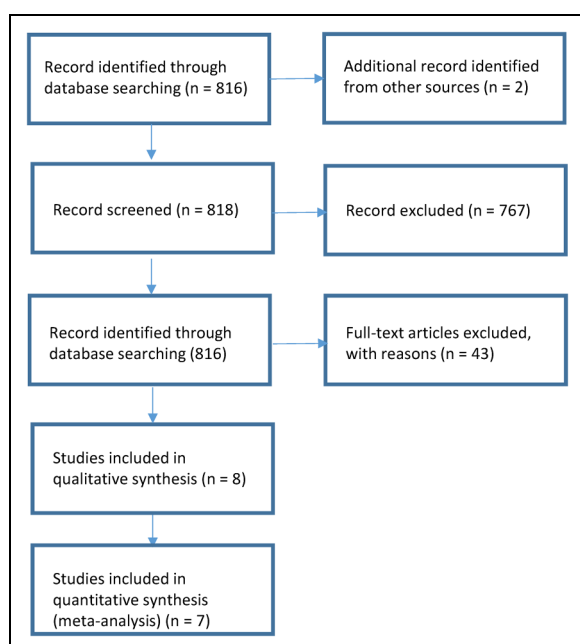 Record identified through
database searching (n = 816)
Additional record identified
from other sources (n = 2)
Record screened (n = 818)
Record excluded (n = 767)
Record identified through
database searching (816)
Full-text articles excluded,
with reasons (n = 43)
Studies included in
qualitative synthesis (n = 8)
Studies included in
quantitative synthesis
(meta-analysis) (n = 7)